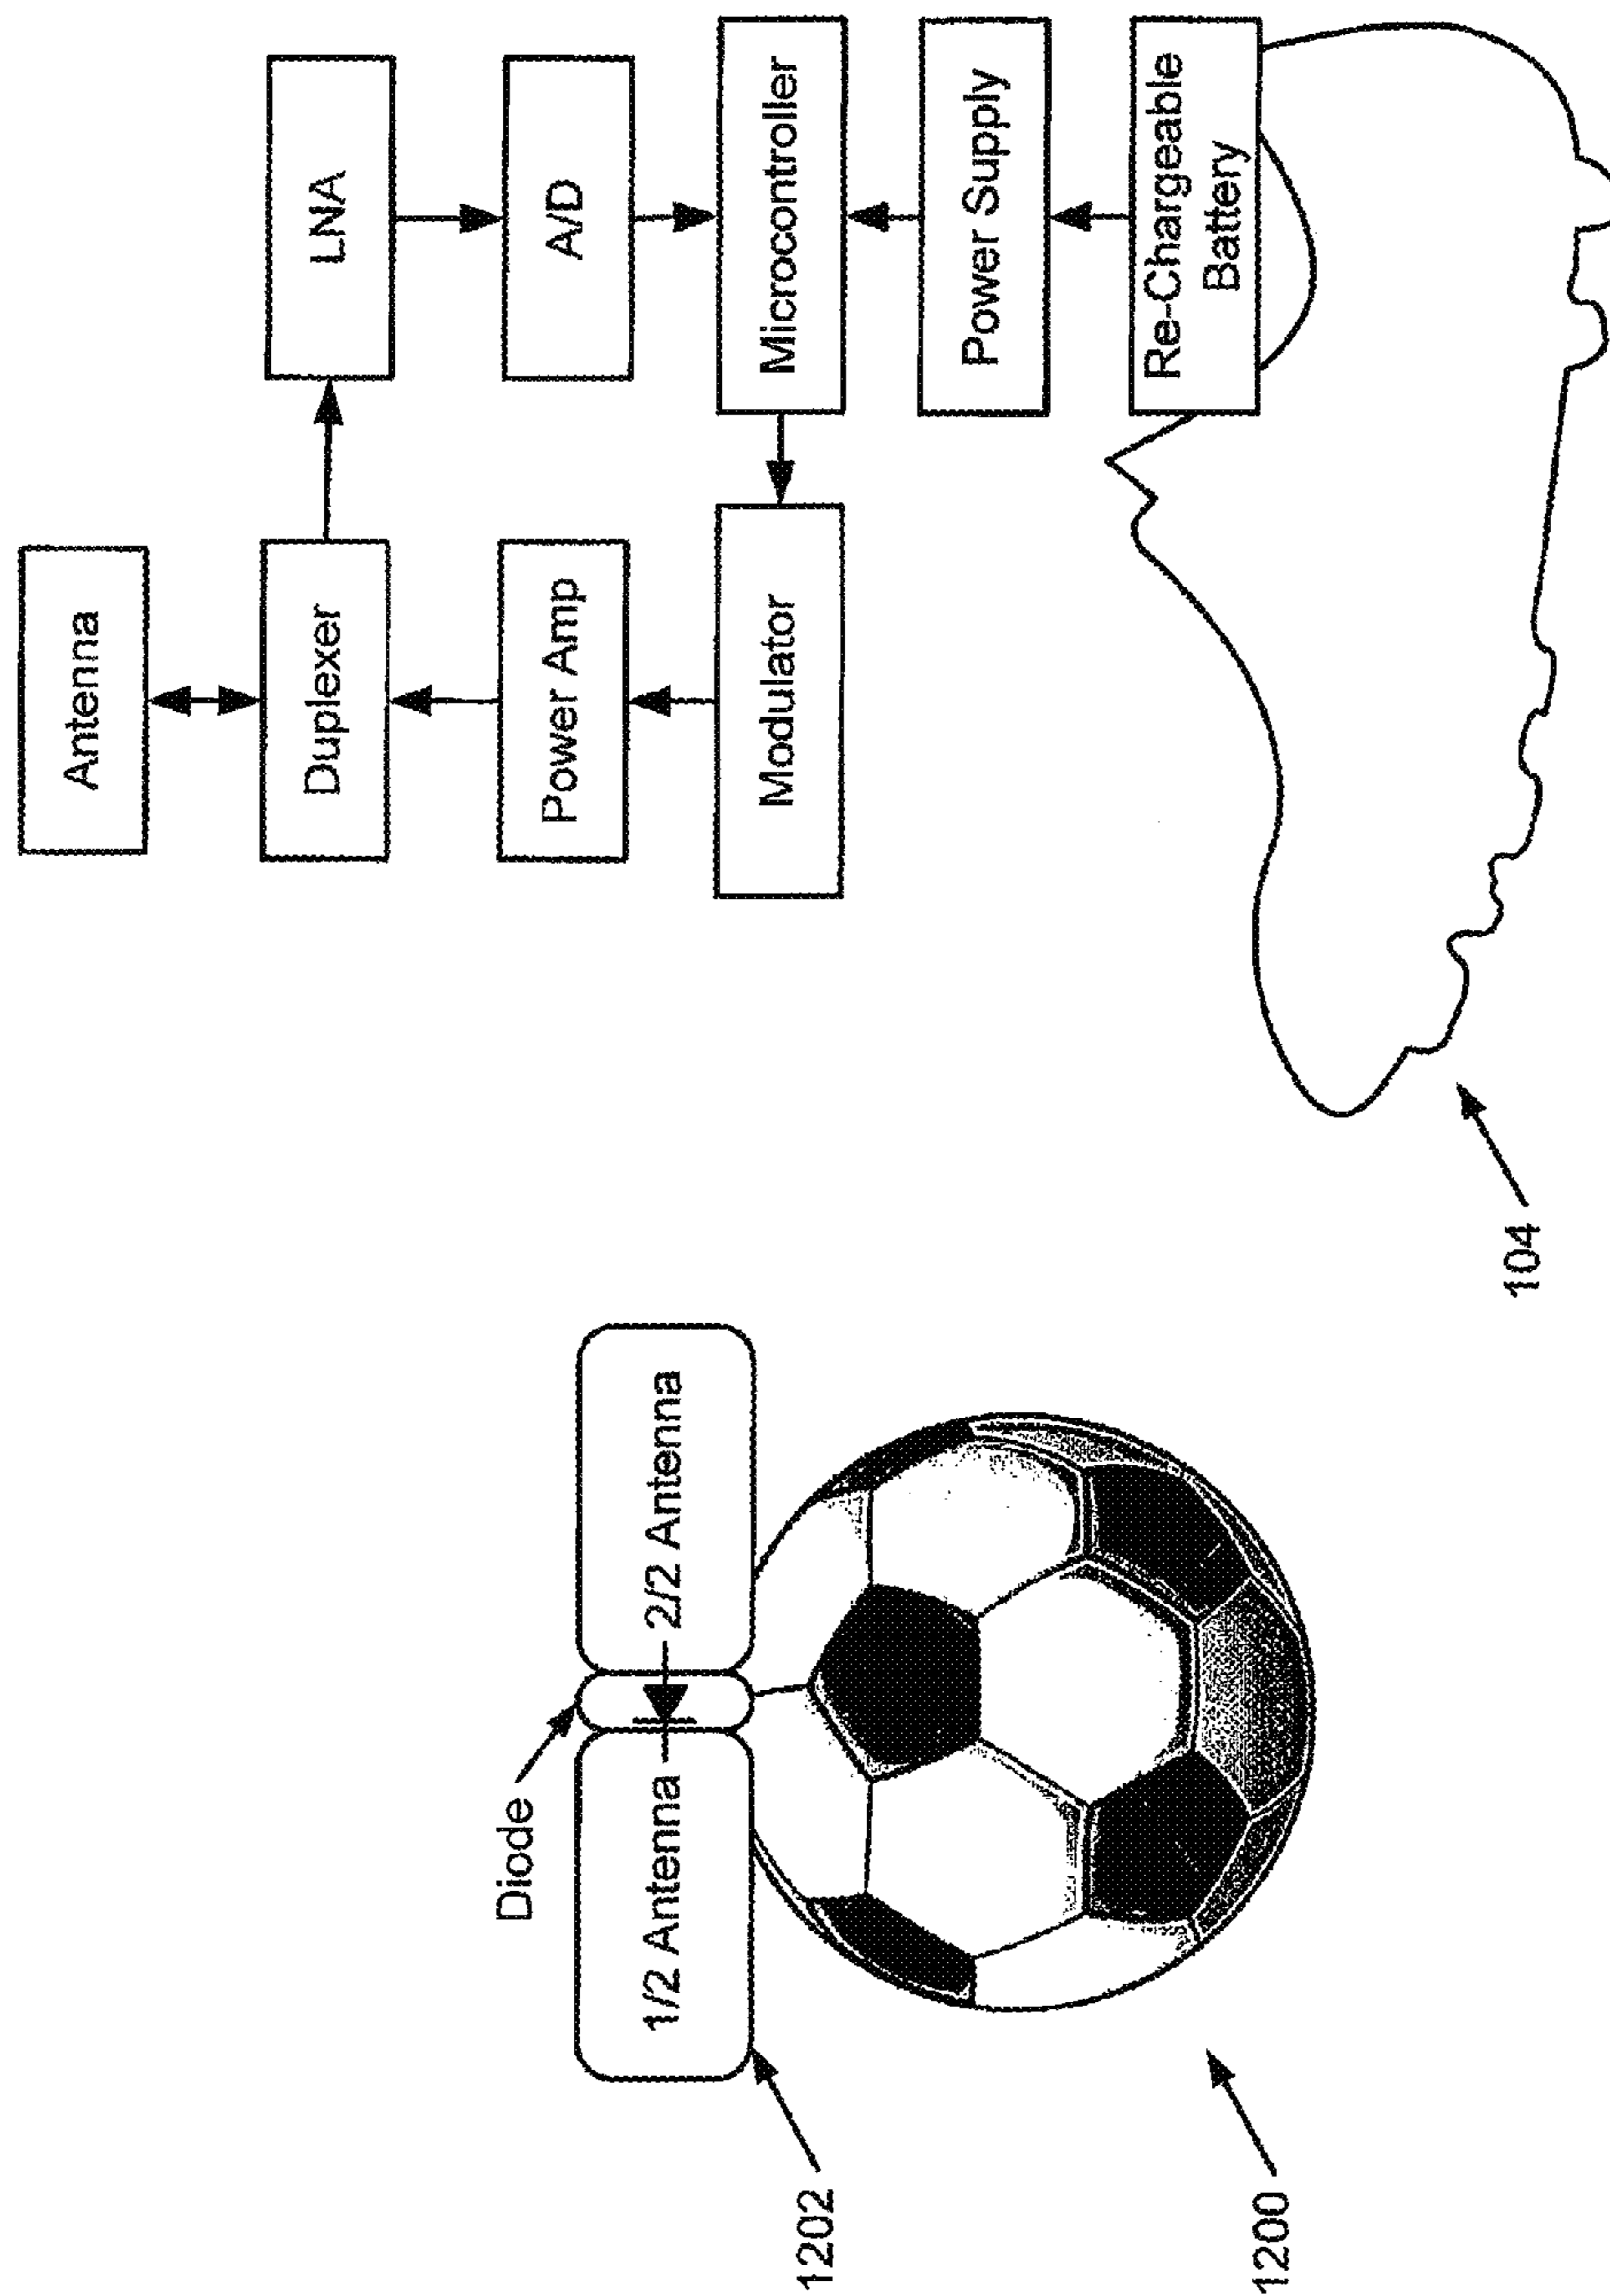 Antenna
Duplexer
LNA
Power Amp
A/D
Modulator
Microcontroller
Power Supply
Re-Chargeable
Battery
104
Diode
1/2 Antenna
2/2 Antenna
1202
1200